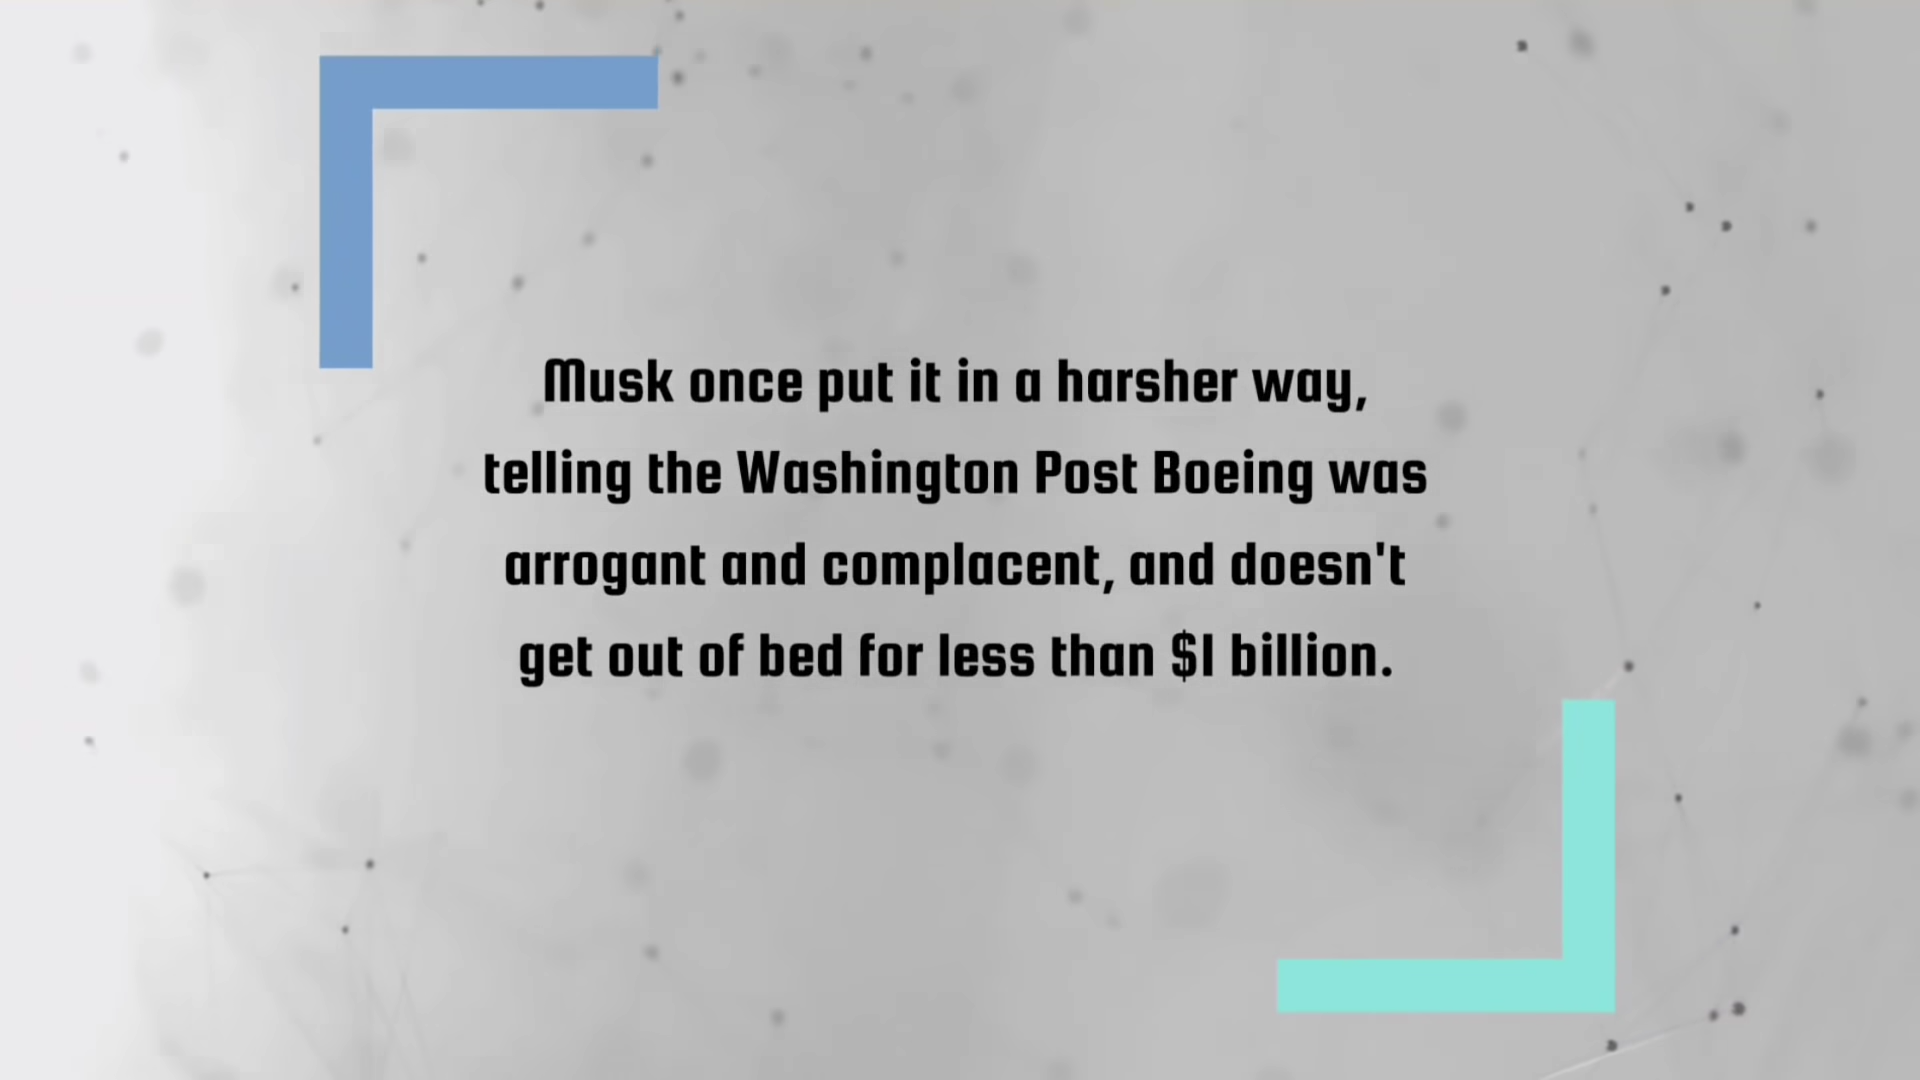 Musk once put it in a harsher way,
telling the Washington Post Boeing was
arrogant and complacent, and doesn't
get out of bed for less than $1 billion.